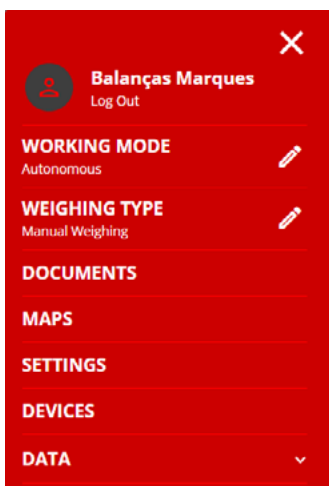 Balanças Marques
Log Out
WORKING MODE
Autonomous
WEIGHING TYPE
Manual Weighing
DOCUMENTS
MAPS
SETTINGS
DEVICES
DATA